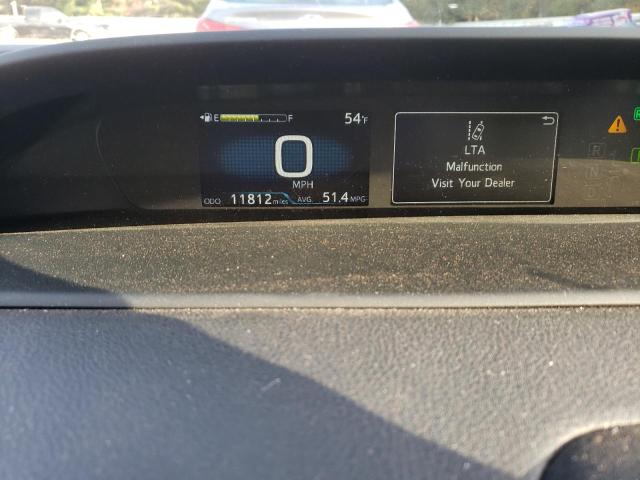 E F 54°F
0
MPH
ODO 11812 miles AVG. 51.4 MPG
LTA
Malfunction
Visit Your Dealer
R
R
N